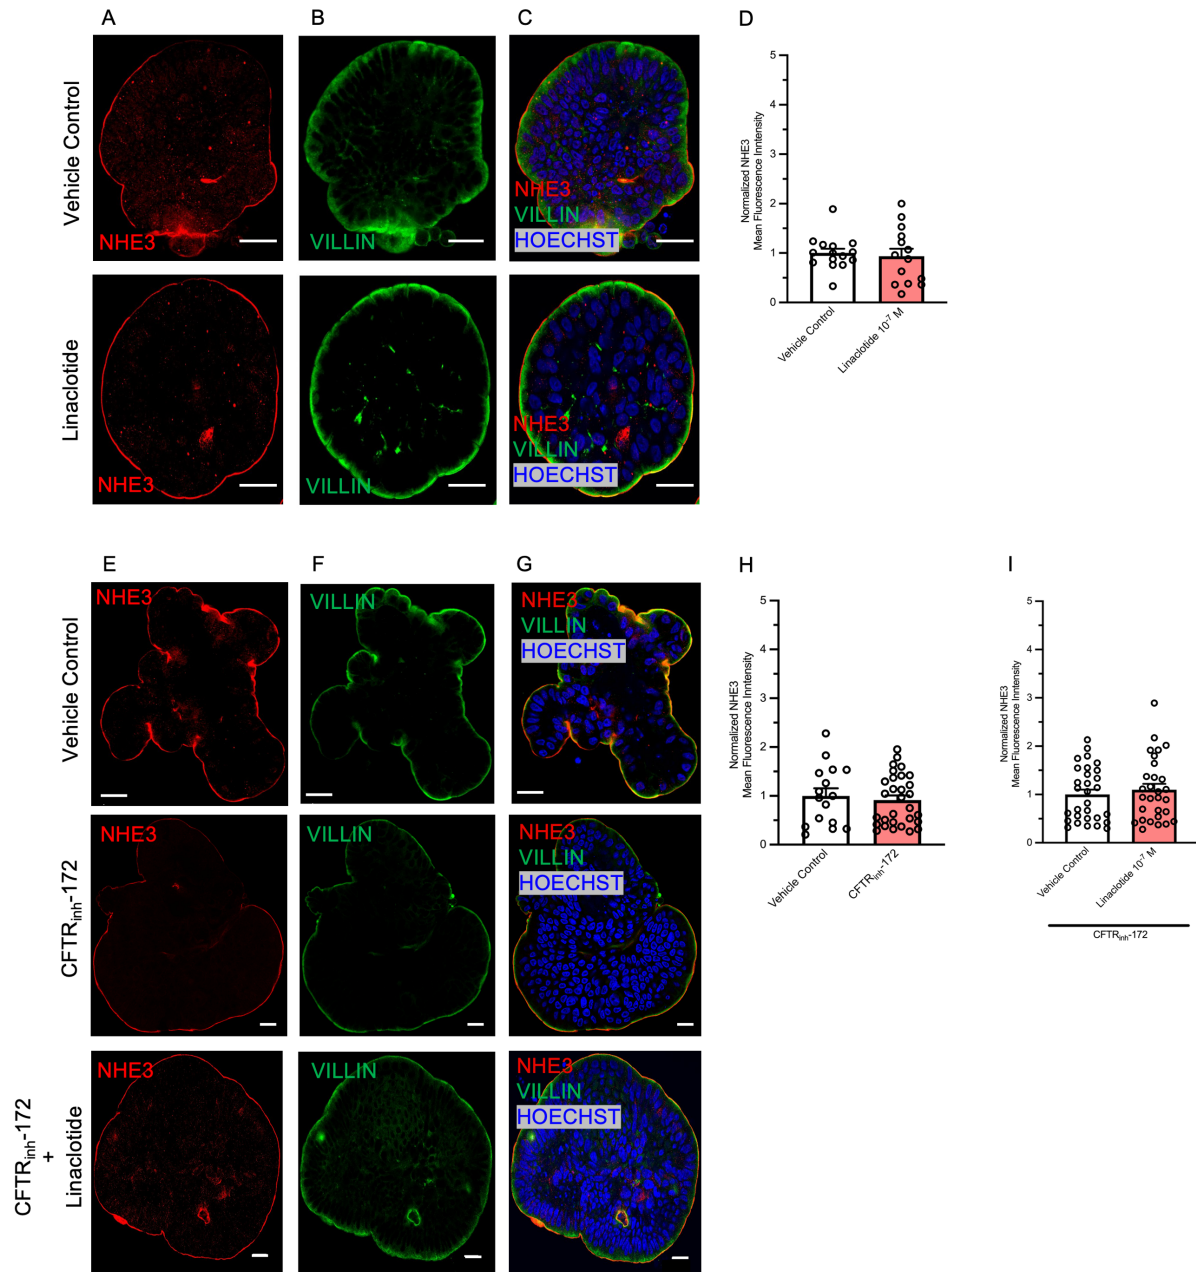 A
B
C
D
Vehicle Control
NHE3
VILLIN
NHE3
VILLIN
HOECHST
Linaclotide
NHE3
VILLIN
NHE3
VILLIN
HOECHST
Normalized NHE3
Mean Fluorescence Inntensity
5
4
3
2
1
0
Vehicle Control
Linaclotide 10⁻⁷ M
E
F
G
H
I
Vehicle Control
NHE3
VILLIN
NHE3
VILLIN
HOECHST
CFTRinh-172
NHE3
VILLIN
NHE3
VILLIN
HOECHST
CFTRinh-172
+
Linaclotide
NHE3
VILLIN
NHE3
VILLIN
HOECHST
Normalized NHE3
Mean Fluorescence Inntensity
5
4
3
2
1
0
Vehicle Control
CFTRinh-172
Normalized NHE3
Mean Fluorescence Inntensity
5
4
3
2
1
0
Vehicle Control
Linaclotide 10⁻⁷ M
CFTRinh-172